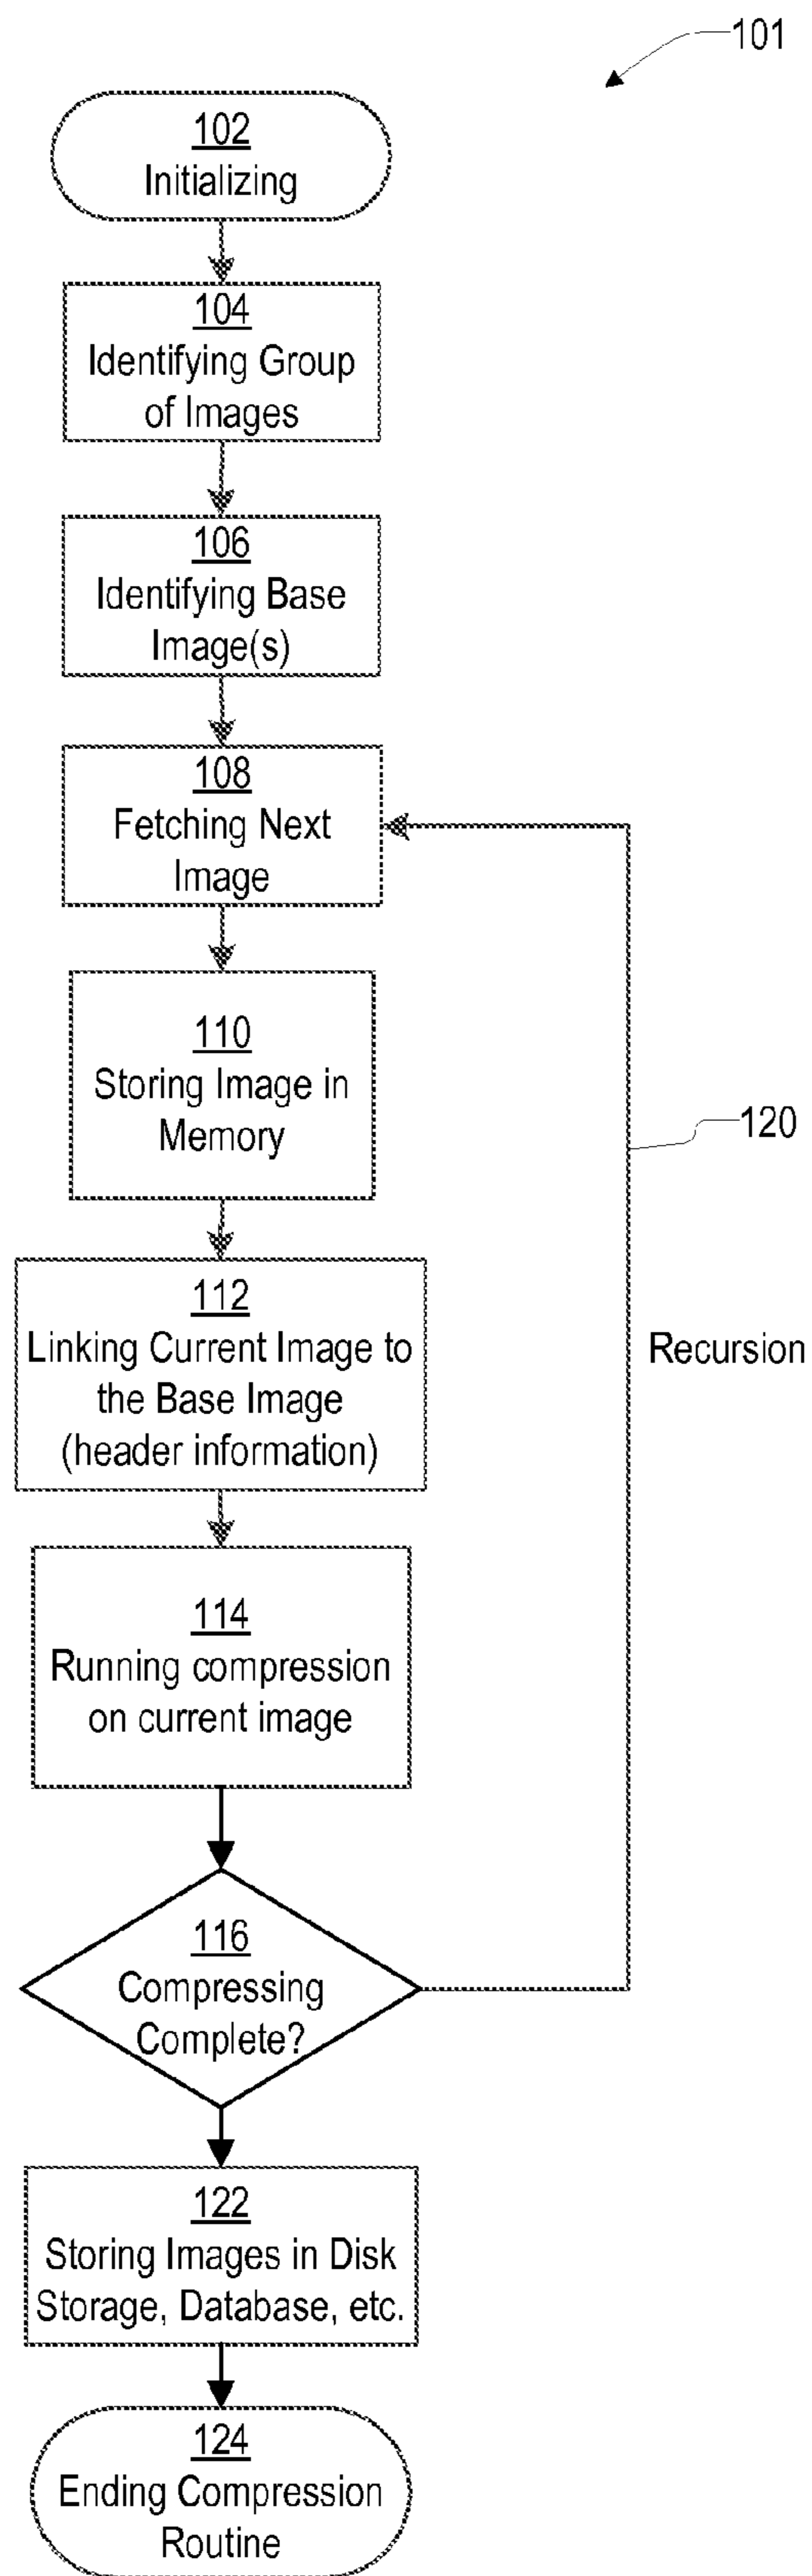 101
102
Initializing
104
Identifying Group
of Images
106
Identifying Base
Image(s)
108
Fetching Next
Image
110
Storing Image in
Memory
120
112
Linking Current Image to
the Base Image
(header information)
Recursion
114
Running compression
on current image
116
Compressing
Complete?
122
Storing Images in Disk
Storage, Database, etc.
124
Ending Compression
Routine